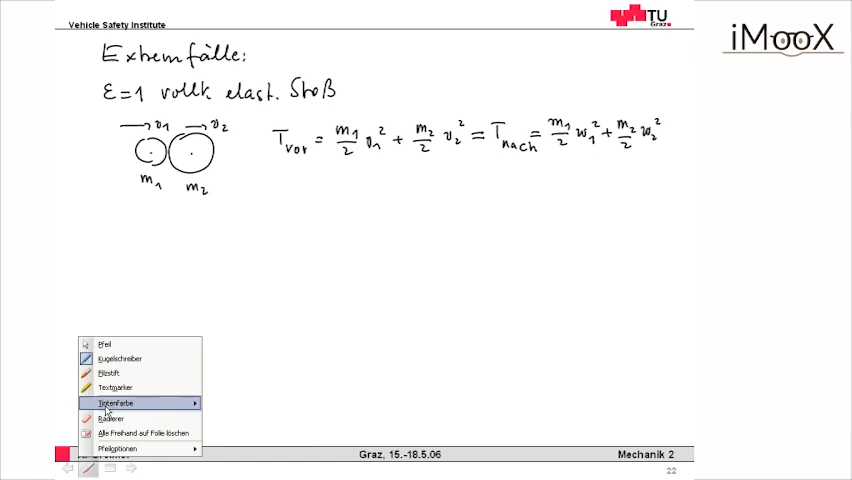 Vehicle Safety Institute
TU
Graz
iMooX
Extremfälle:
ε=1 vollk. elast. Stoß
v₁ v₂
m₁ m₂
T_vor = m₁/2 v₁² + m₂/2 v₂² = T_nach = m₁/2 w₁² + m₂/2 w₂²
Pfeil
Kugelschreiber
Filzstift
Textmarker
Tintenfarbe
Radierer
Alle Freihand auf Folie löschen
Pfeiloptionen
Graz, 15.-18.5.06
Mechanik 2
22